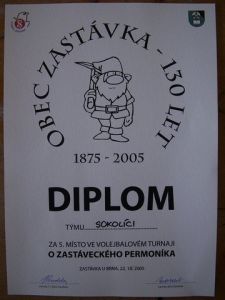 OBEC ZASTÁVKA - 130 LET
1875 - 2005
DIPLOM
TÝMU SOKOLÍCI
ZA 5. MÍSTO VE VOLEJBALOVÉM TURNAJI
O ZASTÁVECKÉHO PERMONÍKA
ZASTÁVKA U BRNA, 22. 10. 2005